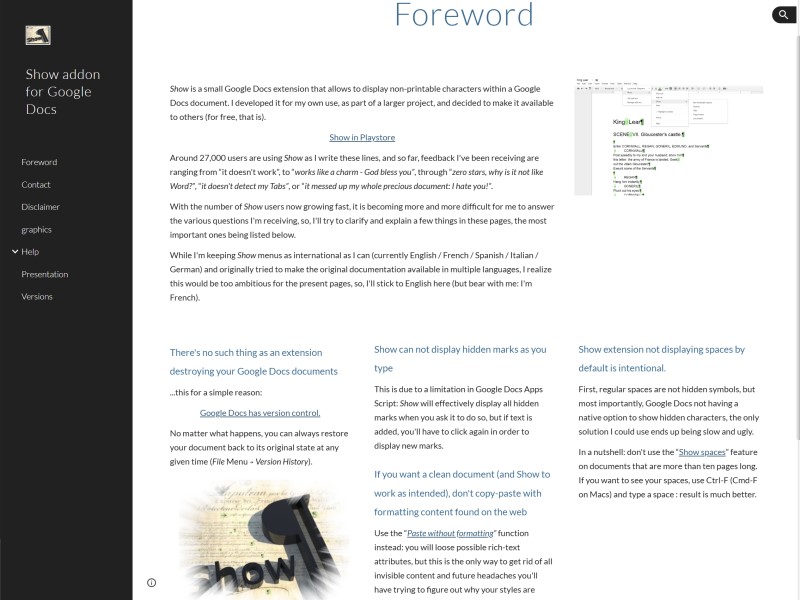 Show addon
for Google
Docs
Foreword
Contact
Disclaimer
graphics
Help
Presentation
Versions
Foreword
Show is a small Google Docs extension that allows to display non-printable characters within a Google
Docs document. I developed it for my own use, as part of a larger project, and decided to make it available
to others (for free, that is).
Show in Playstore
Around 27,000 users are using Show as I write these lines, and so far, feedback I've been receiving are
ranging from "it doesn't work", to "works like a charm - God bless you", through "zero stars, why is it not like
Word?", "it doesn't detect my Tabs", or "it messed up my whole precious document: I hate you!".
With the number of Show users now growing fast, it is becoming more and more difficult for me to answer
the various questions I'm receiving, so, I'll try to clarify and explain a few things in these pages, the most
important ones being listed below.
While I'm keeping Show menus as international as I can (currently English / French / Spanish / Italian /
German) and originally tried to make the original documentation available in multiple languages, I realize
this would be too ambitious for the present pages, so, I'll stick to English here (but bear with me: I'm
French).
King Lear¶
SCENE VII. Gloucester's castle.¶
There's no such thing as an extension
destroying your Google Docs documents
...this for a simple reason:
Google Docs has version control.
No matter what happens, you can always restore
your document back to its original state at any
given time (File Menu – Version History).
how
Show can not display hidden marks as you
type
This is due to a limitation in Google Docs Apps
Script: Show will effectively display all hidden
marks when you ask it to do so, but if text is
added, you'll have to click again in order to
display new marks.
If you want a clean document (and Show to
work as intended), don't copy-paste with
formatting content found on the web
Use the "Paste without formatting" function
instead: you will loose possible rich-text
attributes, but this is the only way to get rid of all
invisible content and future headaches you'll
have trying to figure out why your styles are
Show extension not displaying spaces by
default is intentional.
First, regular spaces are not hidden symbols, but
most importantly, Google Docs not having a
native option to show hidden characters, the only
solution I could use ends up being slow and ugly.
In a nutshell: don't use the "Show spaces" feature
on documents that are more than ten pages long.
If you want to see your spaces, use Ctrl-F (Cmd-F
on Macs) and type a space : result is much better.